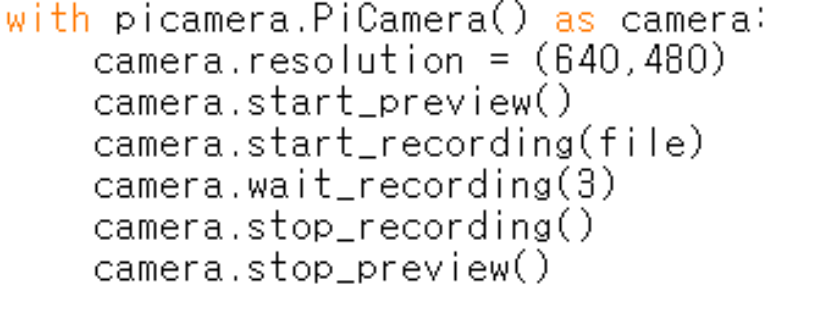 with picamera.PiCamera() as camera:
    camera.resolution = (640,480)
    camera.start_preview()
    camera.start_recording(file)
    camera.wait_recording(3)
    camera.stop_recording()
    camera.stop_preview()